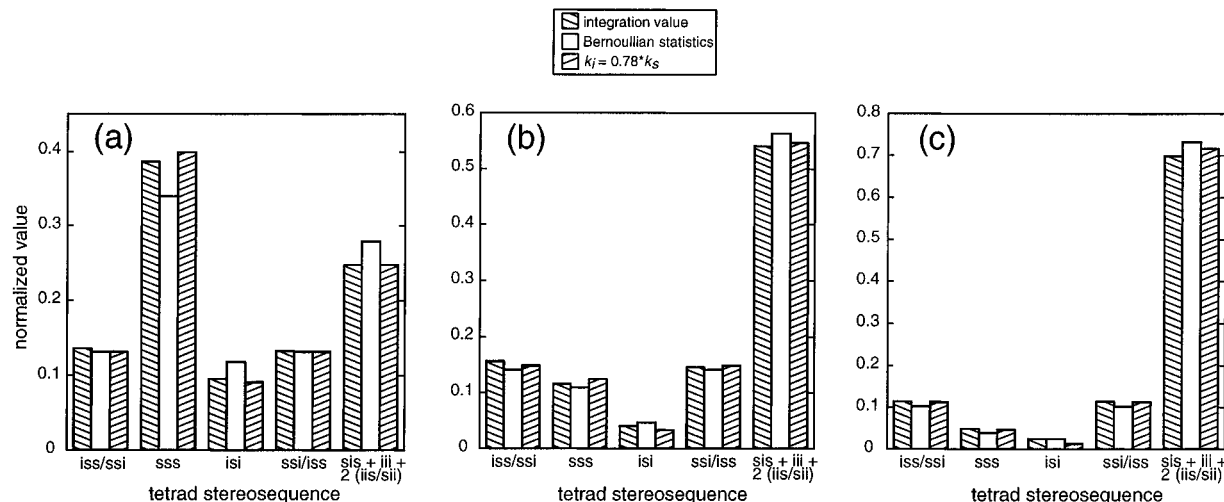 integration value
Bernoullian statistics
ki = 0.78*ks
(a)
normalized value
0.4
0.3
0.2
0.1
0
iss/ssi
sss
isi
ssi/iss
sis + iii +
2 (iis/sii)
tetrad stereosequence
(b)
0.6
0.5
0.4
0.3
0.2
0.1
0
iss/ssi
sss
isi
ssi/iss
sis + iii +
2 (iis/sii)
tetrad stereosequence
(c)
0.8
0.7
0.6
0.5
0.4
0.3
0.2
0.1
0
iss/ssi
sss
isi
ssi/iss
sis + iii +
2 (iis/sii)
tetrad stereosequence